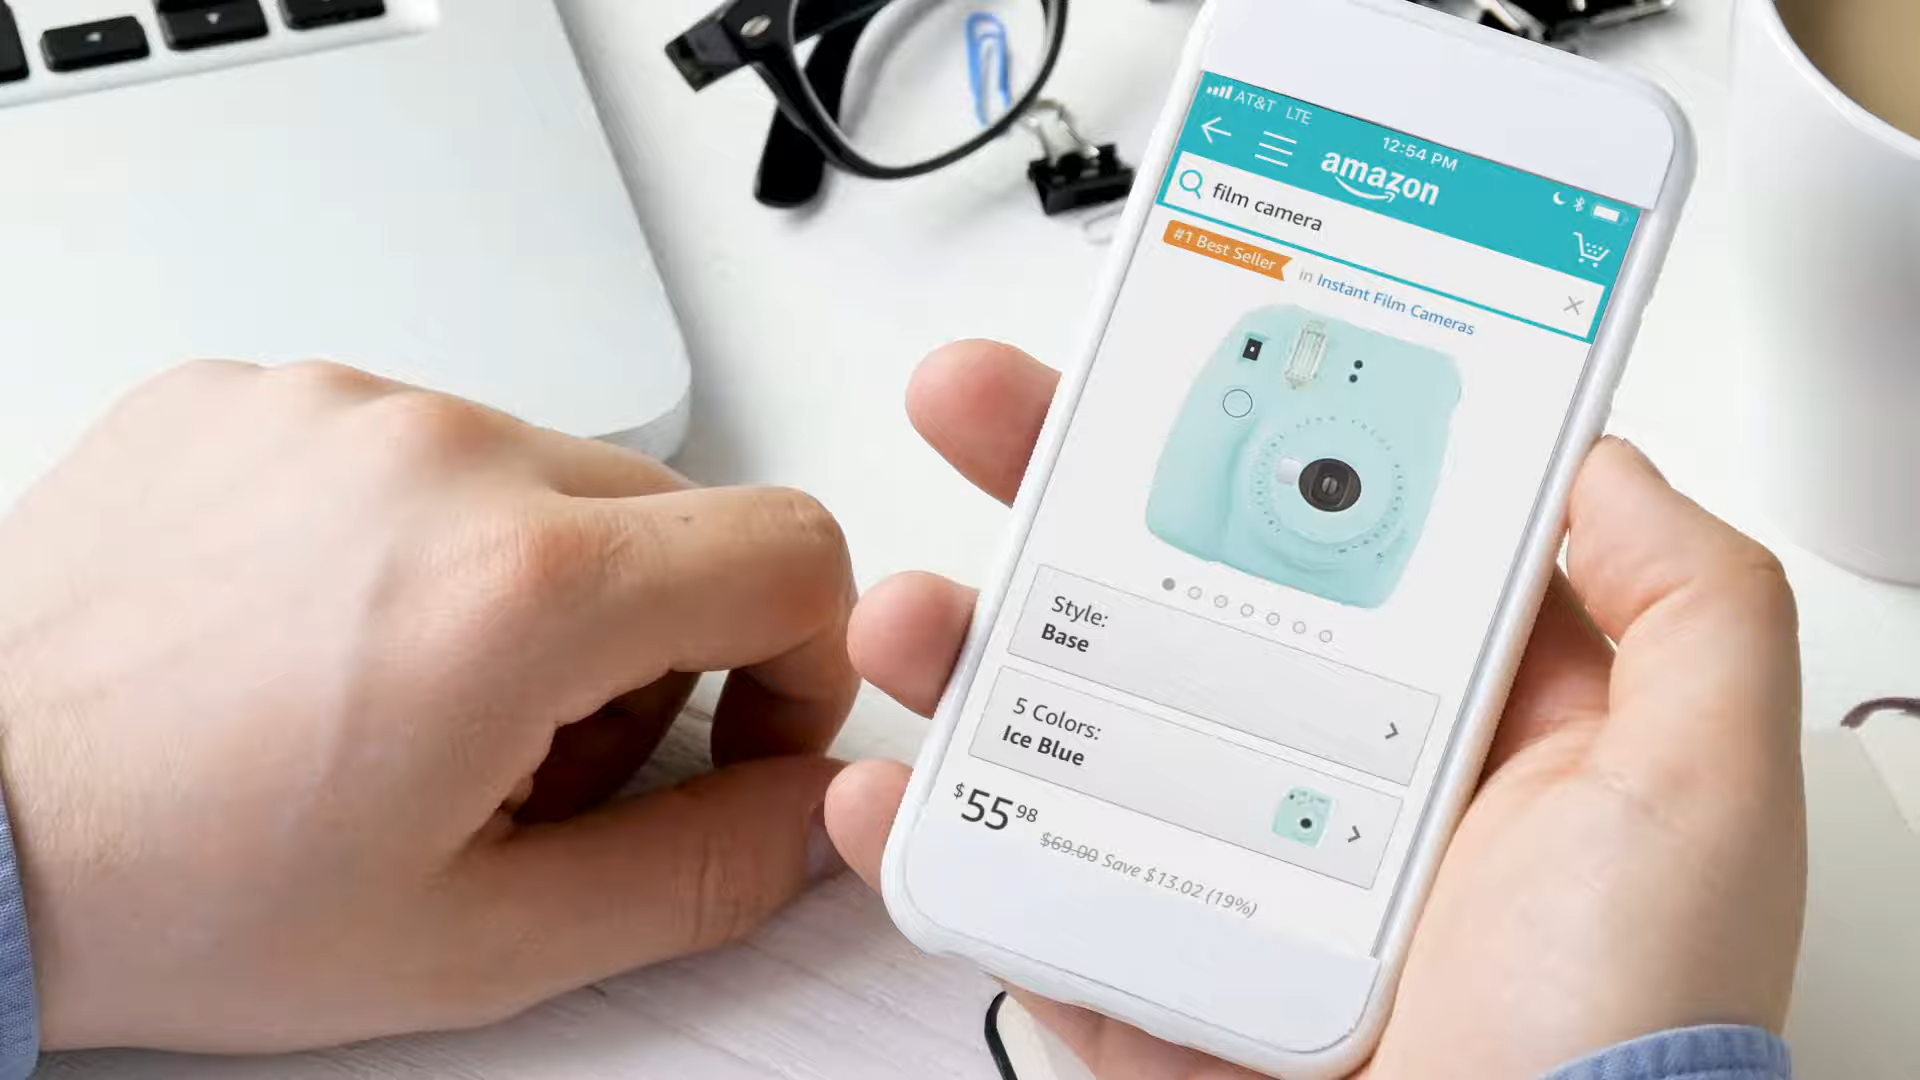 AT&T LTE
12:54 PM
amazon
film camera
#1 Best Seller in Instant Film Cameras
Style:
Base
5 Colors:
Ice Blue
$55 98
$69.00 Save $13.02 (19%)